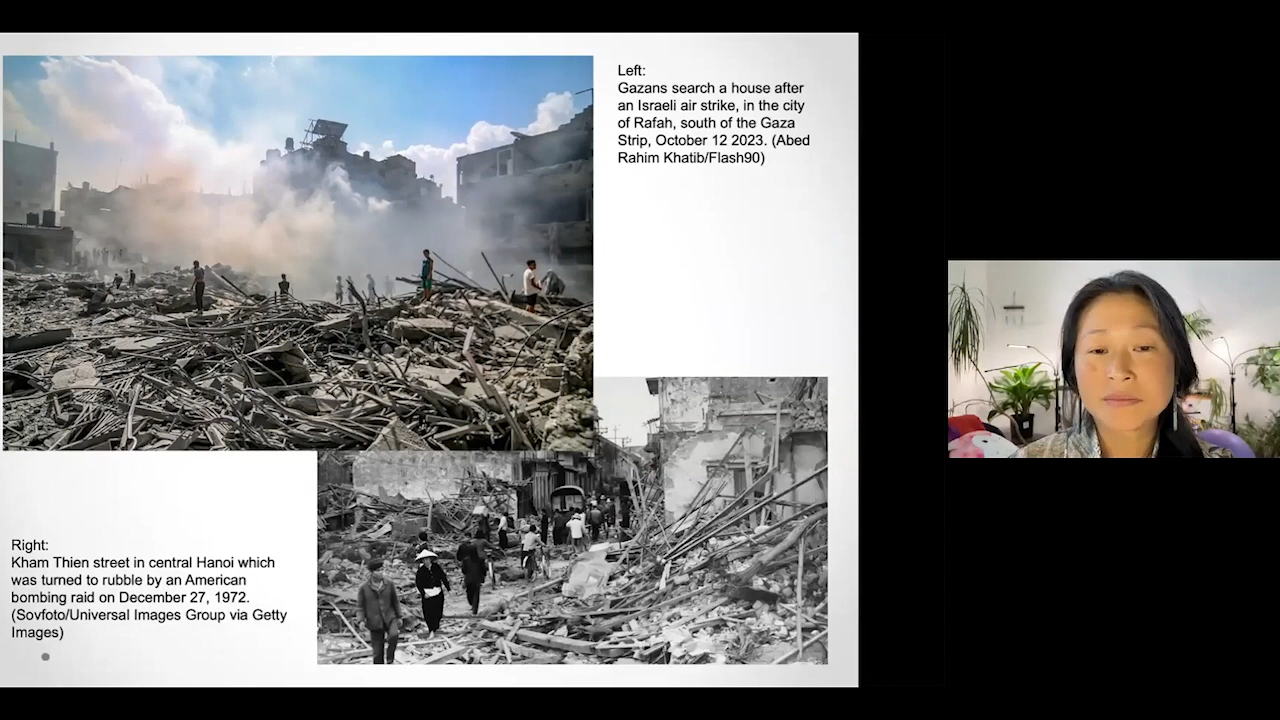 Left:
Gazans search a house after
an Israeli air strike, in the city
of Rafah, south of the Gaza
Strip, October 12 2023. (Abed
Rahim Khatib/Flash90)
Right:
Kham Thien street in central Hanoi which
was turned to rubble by an American
bombing raid on December 27, 1972.
(Sovfoto/Universal Images Group via Getty
Images)